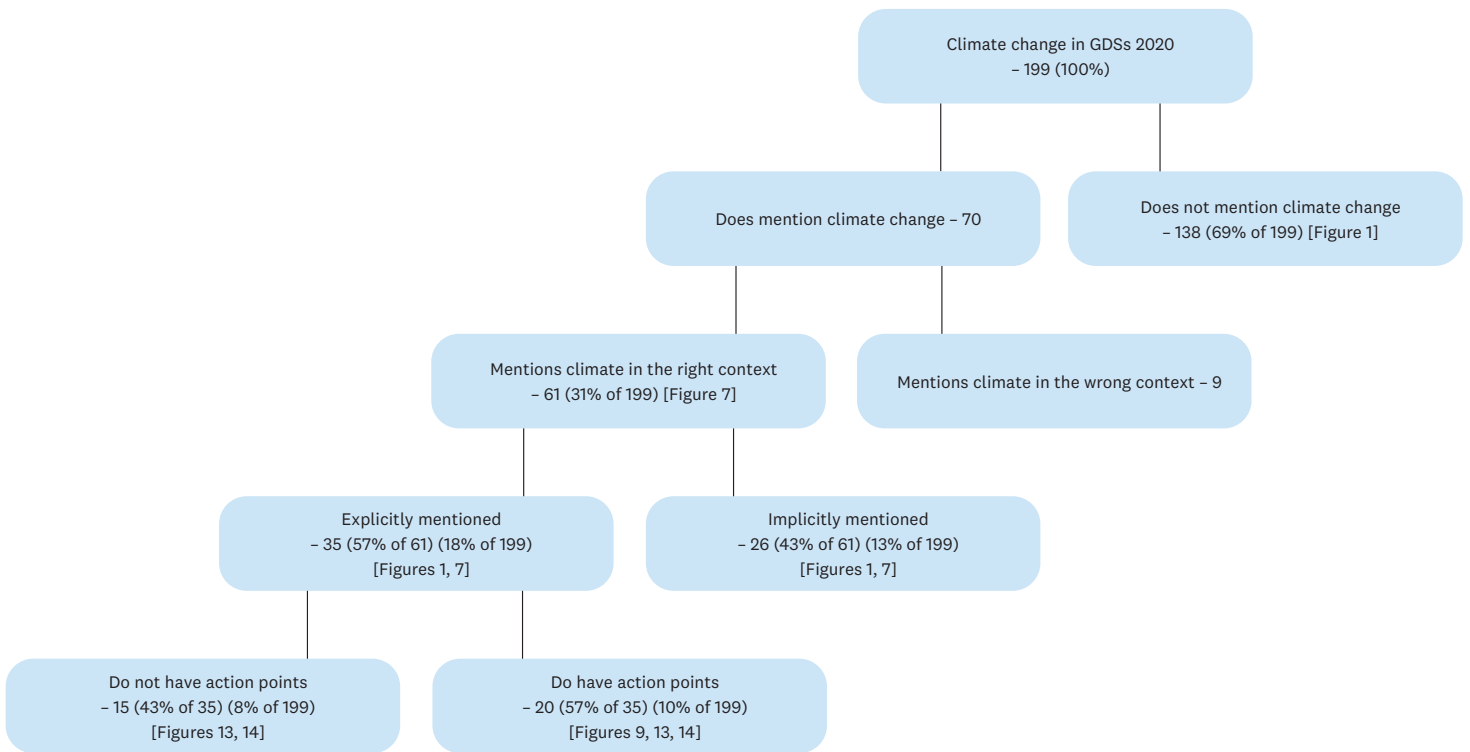 Climate change in GDSs 2020
– 199 (100%)
Does mention climate change – 70
Does not mention climate change
– 138 (69% of 199) [Figure 1]
Mentions climate in the right context
– 61 (31% of 199) [Figure 7]
Mentions climate in the wrong context – 9
Explicitly mentioned
– 35 (57% of 61) (18% of 199)
[Figures 1, 7]
Implicitly mentioned
– 26 (43% of 61) (13% of 199)
[Figures 1, 7]
Do not have action points
– 15 (43% of 35) (8% of 199)
[Figures 13, 14]
Do have action points
– 20 (57% of 35) (10% of 199)
[Figures 9, 13, 14]